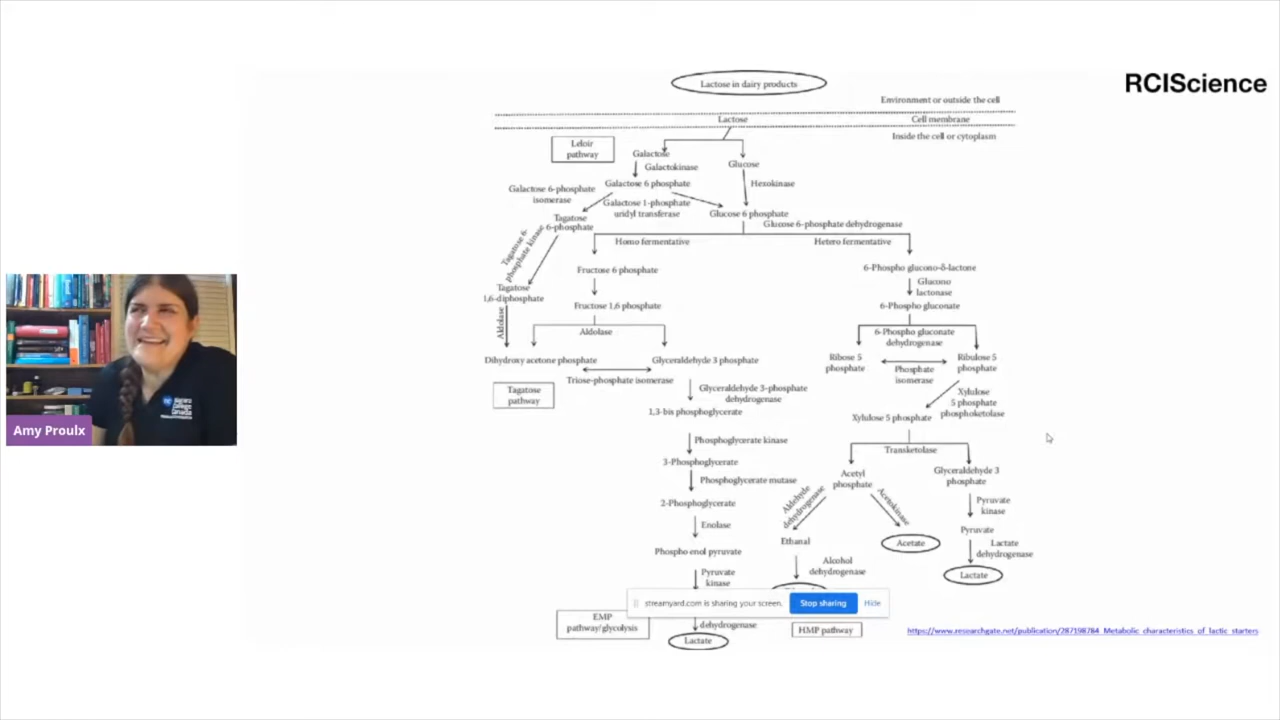 Lactose in dairy products
RCIScience
Environment or outside the cell
Lactose
Cell membrane
Inside the cell or cytoplasm
Leloir
pathway
Galactose
Galactokinase
Glucose
Hexokinase
Galactose 6 phosphate
Galactose 6-phosphate
isomerase
Galactose 1-phosphate
uridyl transferase
Glucose 6 phosphate
Glucose 6-phosphate dehydrogenase
Tagatose
6-phosphate
Tagatose 6-
phosphate kinase
Homo fermentative
Hetero fermentative
Fructose 6 phosphate
6-Phospho glucono-δ-lactone
Glucono
lactonase
Tagatose
1,6-diphosphate
Fructose 1,6 phosphate
6-Phospho gluconate
Aldolase
Aldolase
6-Phospho gluconate
dehydrogenase
Dihydroxy acetone phosphate
Glyceraldehyde 3 phosphate
Ribose 5
phosphate
Phosphate
isomerase
Ribulose 5
phosphate
Triose-phosphate isomerase
Tagatose
pathway
Glyceraldehyde 3-phosphate
dehydrogenase
Xylulose
5 phosphate
phosphoketolase
1,3-bis phosphoglycerate
Xylulose 5 phosphate
Amy Proulx
Niagara
College
Canada
Phosphoglycerate kinase
Transketolase
3-Phosphoglycerate
Acetyl
phosphate
Glyceraldehyde 3
phosphate
Phosphoglycerate mutase
Aldehyde
dehydrogenase
Acetokinase
2-Phosphoglycerate
Pyruvate
kinase
Enolase
Ethanal
Acetate
Pyruvate
Lactate
dehydrogenase
Phospho enol pyruvate
Alcohol
dehydrogenase
Pyruvate
kinase
Lactate
streamyard.com is sharing your screen.
Stop sharing
Hide
EMP
pathway/glycolysis
dehydrogenase
HMP pathway
Lactate
https://www.researchgate.net/publication/287198784_Metabolic_characteristics_of_lactic_starters